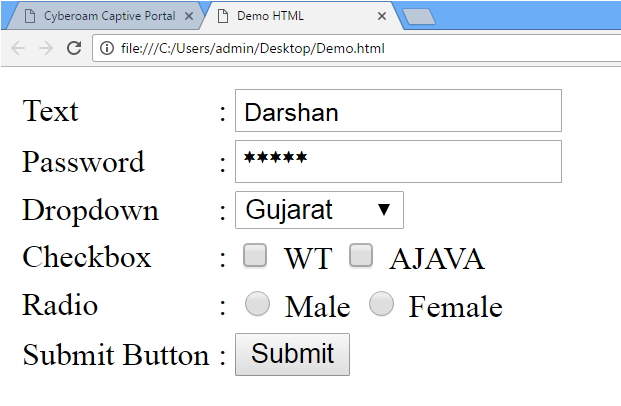 Cyberoam Captive Portal Demo HTML
file:///C:/Users/admin/Desktop/Demo.html
Text : Darshan
Password : *****
Dropdown : Gujarat
Checkbox : WT AJAVA
Radio : Male Female
Submit Button : Submit